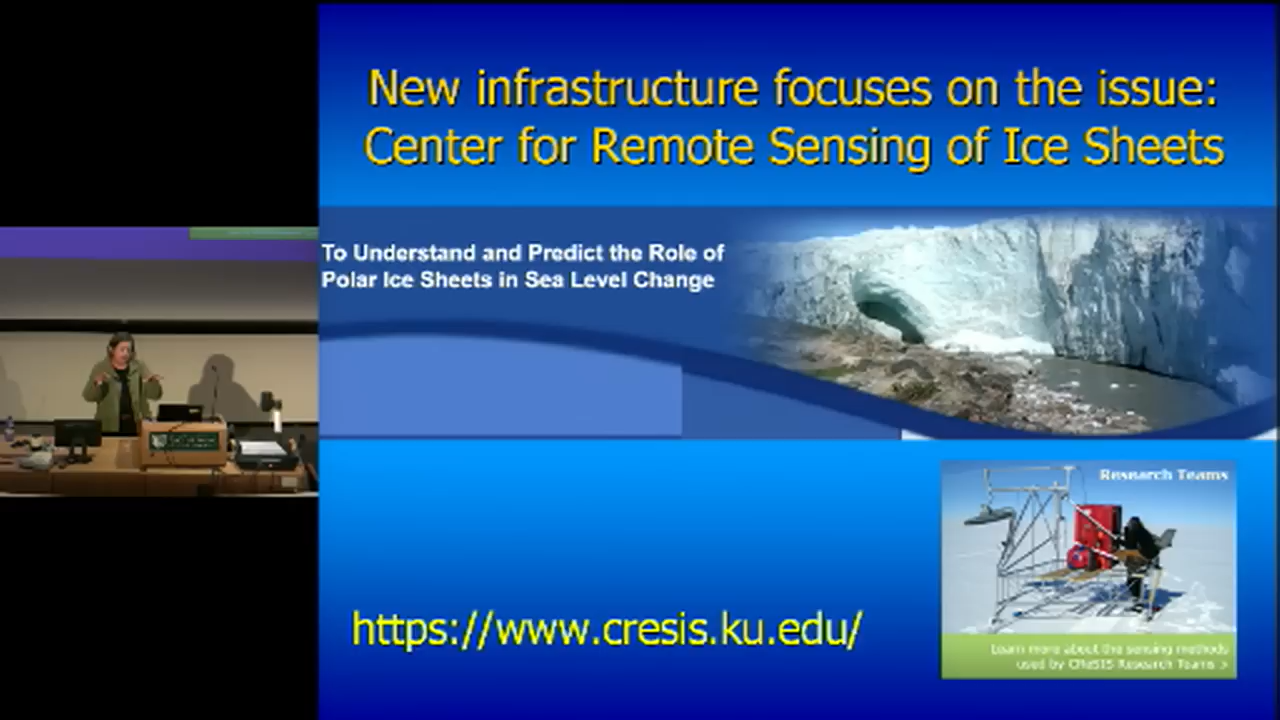 New infrastructure focuses on the issue:
Center for Remote Sensing of Ice Sheets
To Understand and Predict the Role of
Polar Ice Sheets in Sea Level Change
Research Teams
https://www.cresis.ku.edu/
Learn more about the sensing methods
used by CReSIS Research Teams >